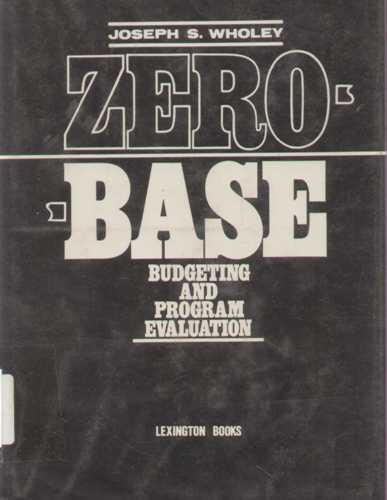 JOSEPH S. WHOLEY
ZERO-
-BASE
BUDGETING
AND
PROGRAM
EVALUATION
LEXINGTON BOOKS